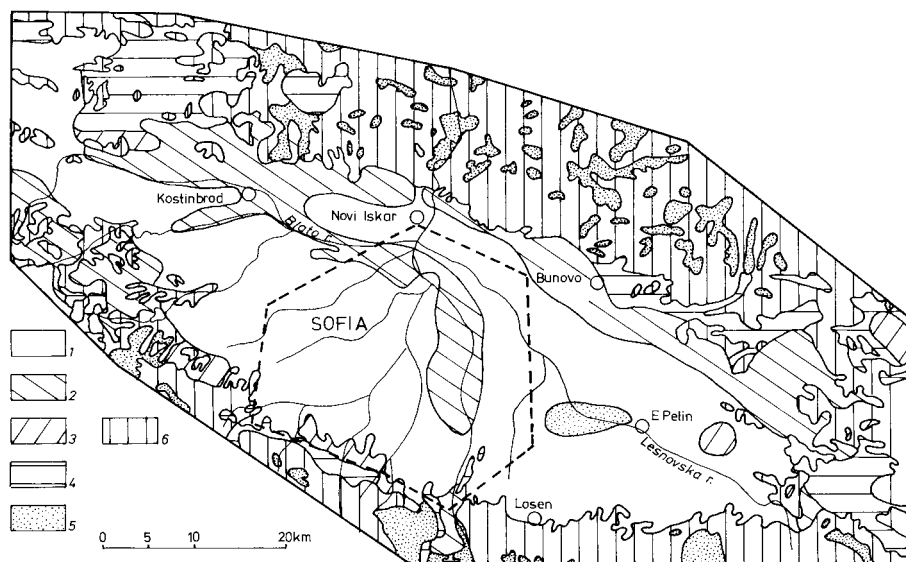 Kostinbrod
Novi Iskar
Blato
Bunovo
SOFIA
1
2
3
6
E Pelin
4
Lesnovska r.
5
Losen
0 5 10 20km